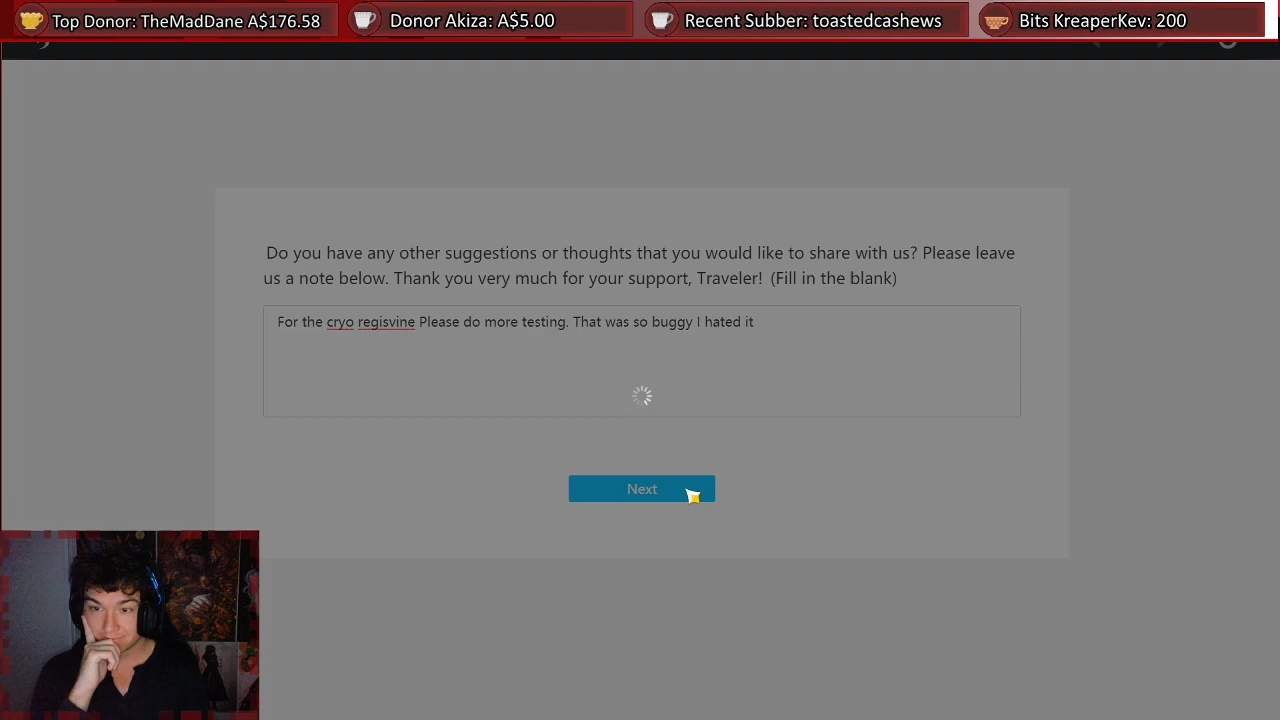 Top Donor: TheMadDane A$176.58
Donor Akiza: A$5.00
Recent Subber: toastedcashews
Bits KreaperKev: 200
Do you have any other suggestions or thoughts that you would like to share with us? Please leave
us a note below. Thank you very much for your support, Traveler! (Fill in the blank)
For the cryo regisvine Please do more testing. That was so buggy I hated it
Next